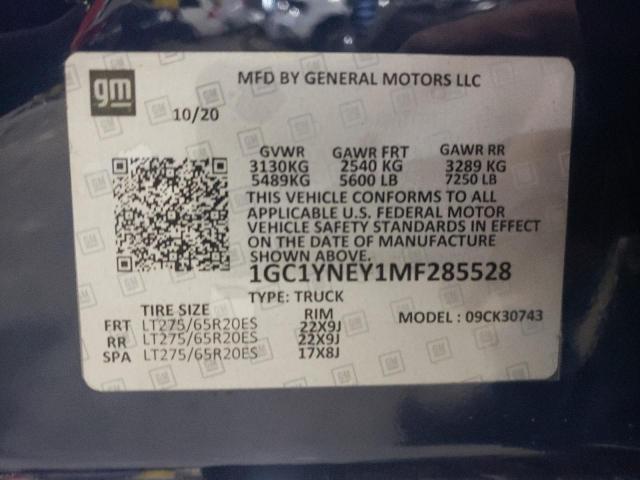 gm
MFD BY GENERAL MOTORS LLC
10/20
GVWR GAWR FRT GAWR RR
3130KG 2540 KG 3289 KG
5489KG 5600 LB 7250 LB
THIS VEHICLE CONFORMS TO ALL
APPLICABLE U.S. FEDERAL MOTOR
VEHICLE SAFETY STANDARDS IN EFFECT
ON THE DATE OF MANUFACTURE
SHOWN ABOVE.
1GC1YNEY1MF285528
TYPE: TRUCK
TIRE SIZE RIM MODEL : 09CK30743
FRT LT275/65R20ES 22X9J
RR LT275/65R20ES 22X9J
SPA LT275/65R20ES 17X8J